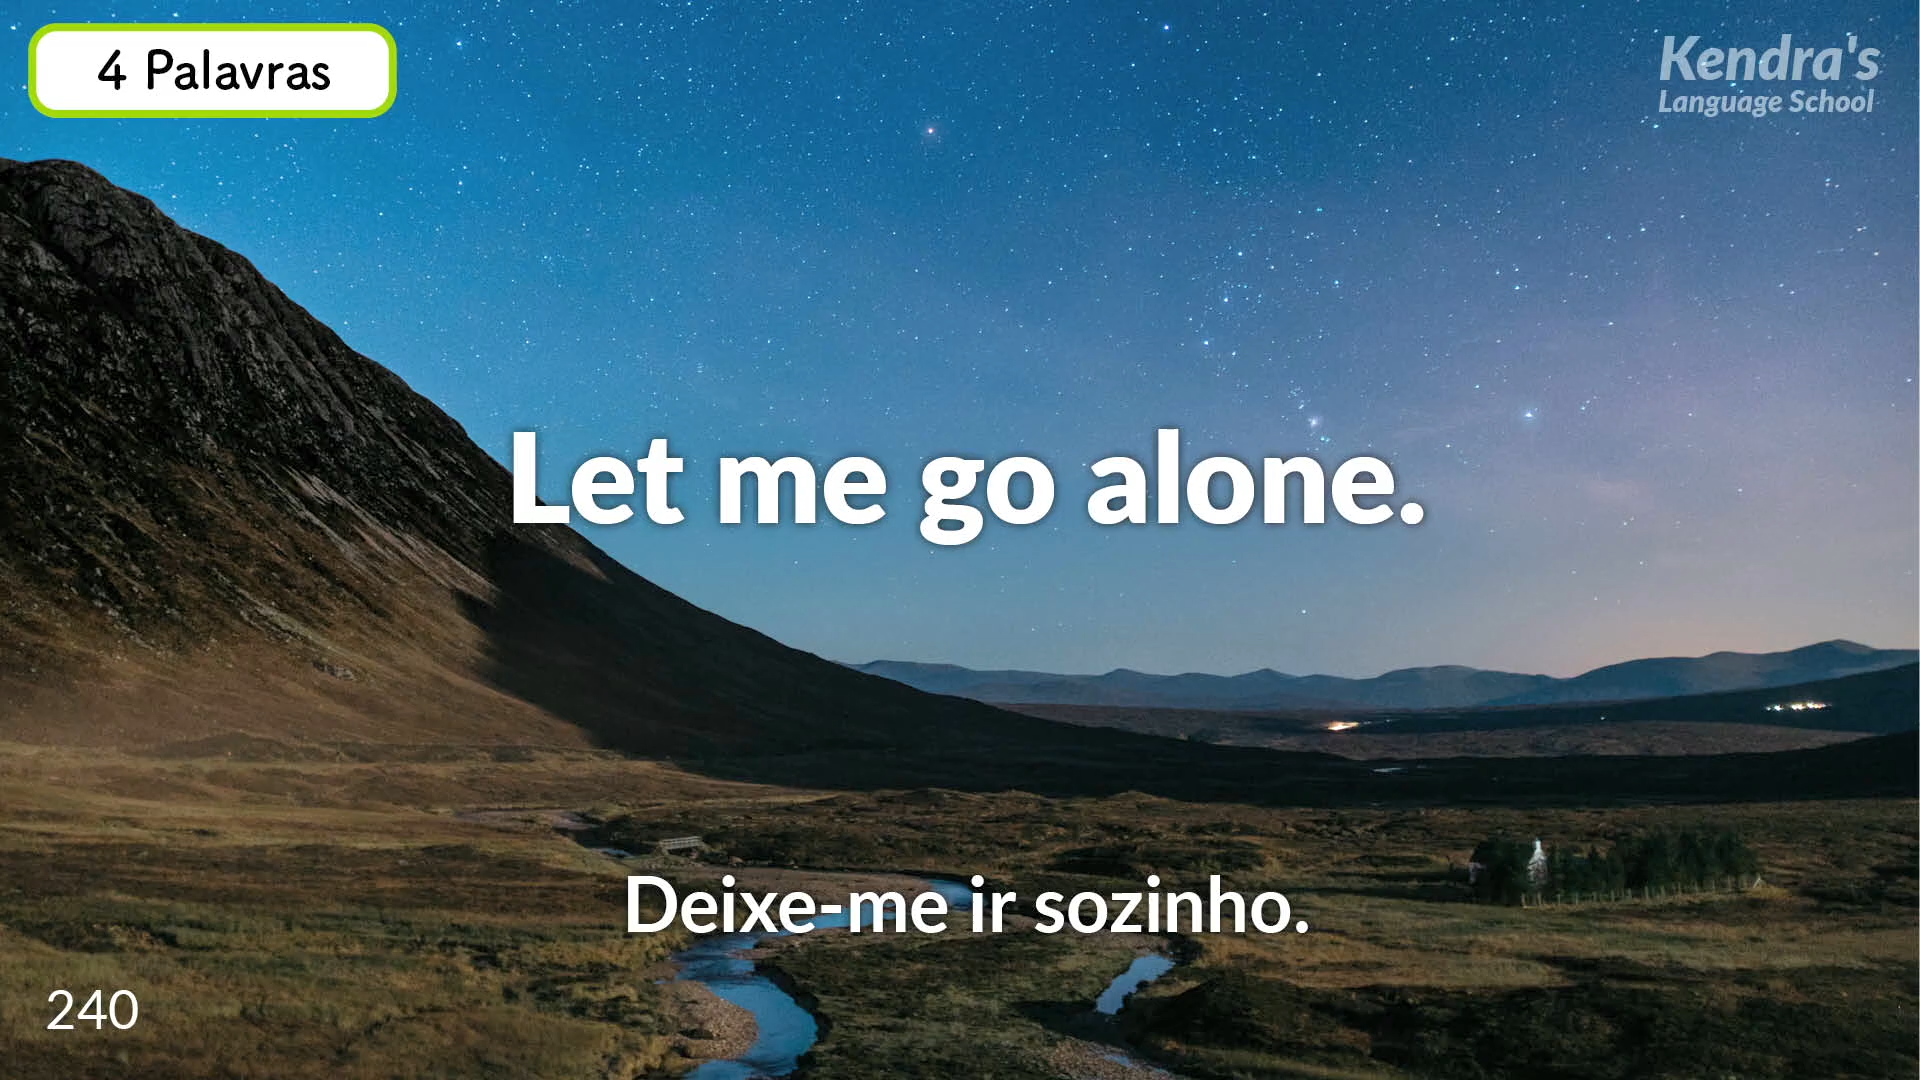 4 Palavras
Kendra's
Language School
Let me go alone.
Deixe-me ir sozinho.
240